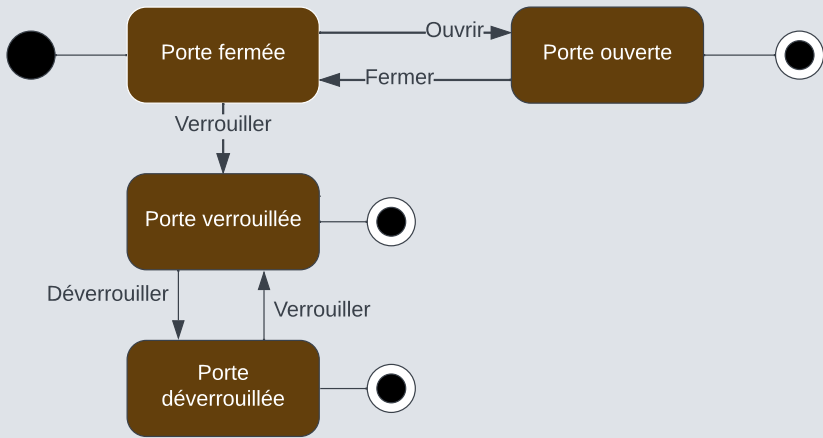 Porte fermée
Ouvrir
Porte ouverte
Fermer
Verrouiller
Porte verrouillée
Déverrouiller
Verrouiller
Porte
déverrouillée